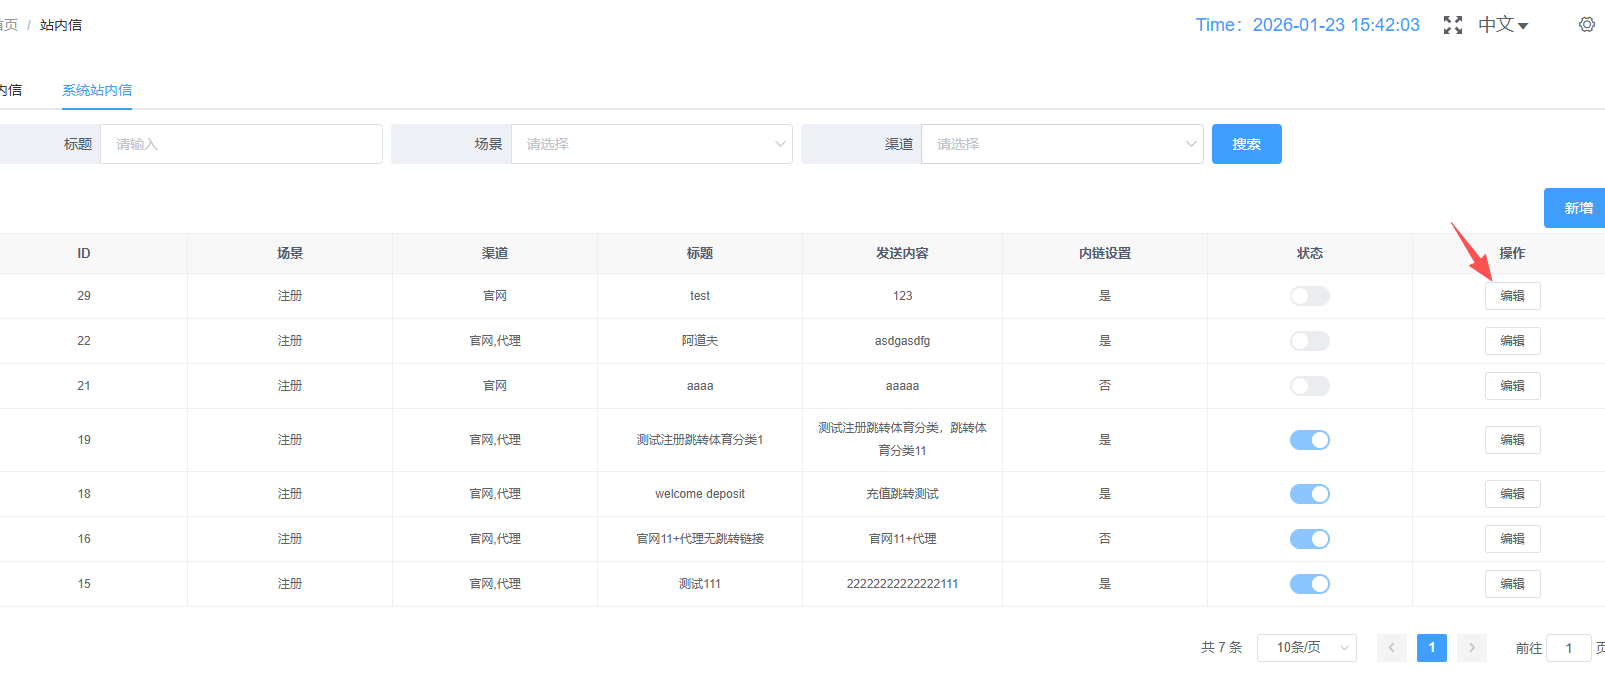 首页 / 站内信
Time：2026-01-23 15:42:03 中文
内信 系统站内信
标题 请输入 场景 请选择 渠道 请选择 搜索
新增
ID 场景 渠道 标题 发送内容 内链设置 状态 操作
29 注册 官网 test 123 是 编辑
22 注册 官网,代理 阿道夫 asdgasdfg 是 编辑
21 注册 官网 aaaa aaaaa 否 编辑
19 注册 官网,代理 测试注册跳转体育分类1 测试注册跳转体育分类，跳转体
育分类11 是 编辑
18 注册 官网,代理 welcome deposit 充值跳转测试 是 编辑
16 注册 官网,代理 官网11+代理无跳转链接 官网11+代理 否 编辑
15 注册 官网,代理 测试111 22222222222222111 是 编辑
共 7 条 10条/页 1 前往 1 页